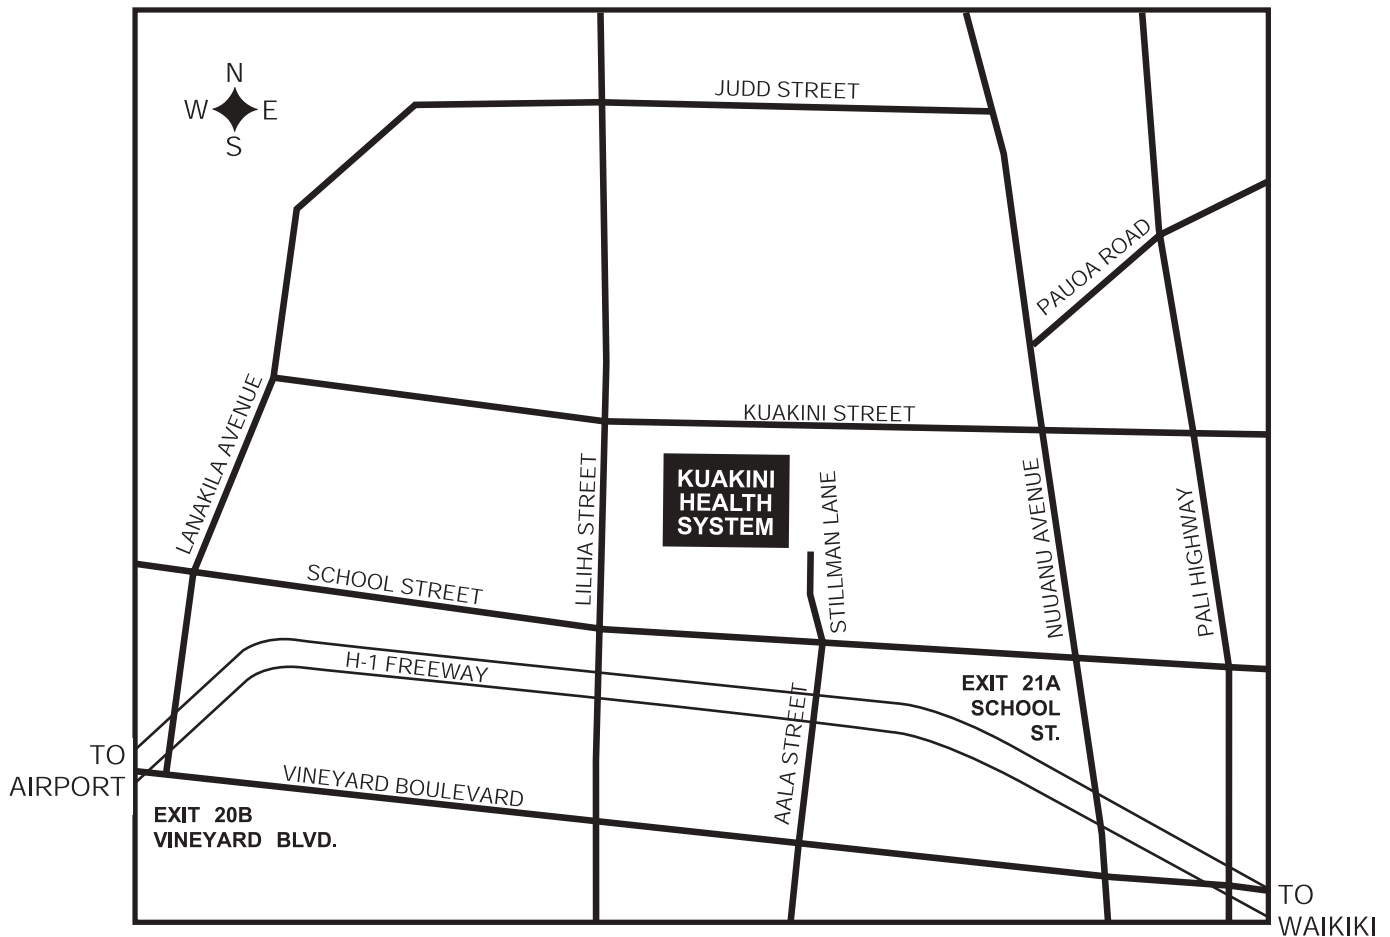 N
W E
S
JUDD STREET
PAUOA ROAD
KUAKINI STREET
LANAKILA AVENUE
LILIHA STREET
KUAKINI
HEALTH
SYSTEM
STILLMAN LANE
NUUANU AVENUE
PALI HIGHWAY
SCHOOL STREET
H-1 FREEWAY
EXIT 21A
SCHOOL
ST.
AALA STREET
TO
AIRPORT
VINEYARD BOULEVARD
EXIT 20B
VINEYARD BLVD.
TO
WAIKIKI